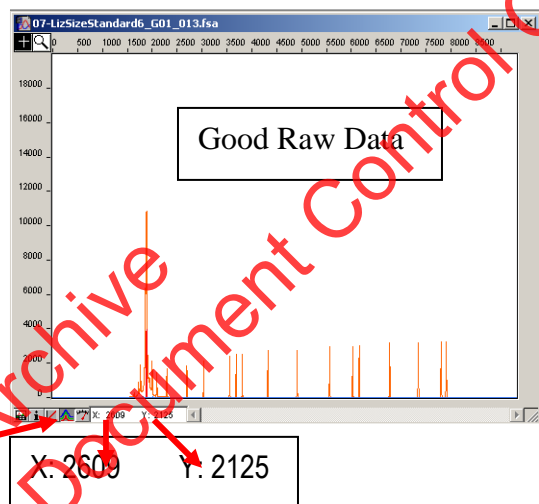 07-LizSizeStandard6_G01_013.fsa
0 500 1000 1500 2000 2500 3000 3500 4000 4500 5000 5500 6000 6500 7000 7500 8000 8500
18000
16000
Good Raw Data
14000
12000
10000
8000
6000
4000
2000
0
X: 2609 Y: 2125
X: 2609 Y: 2125
Archive
Document Control